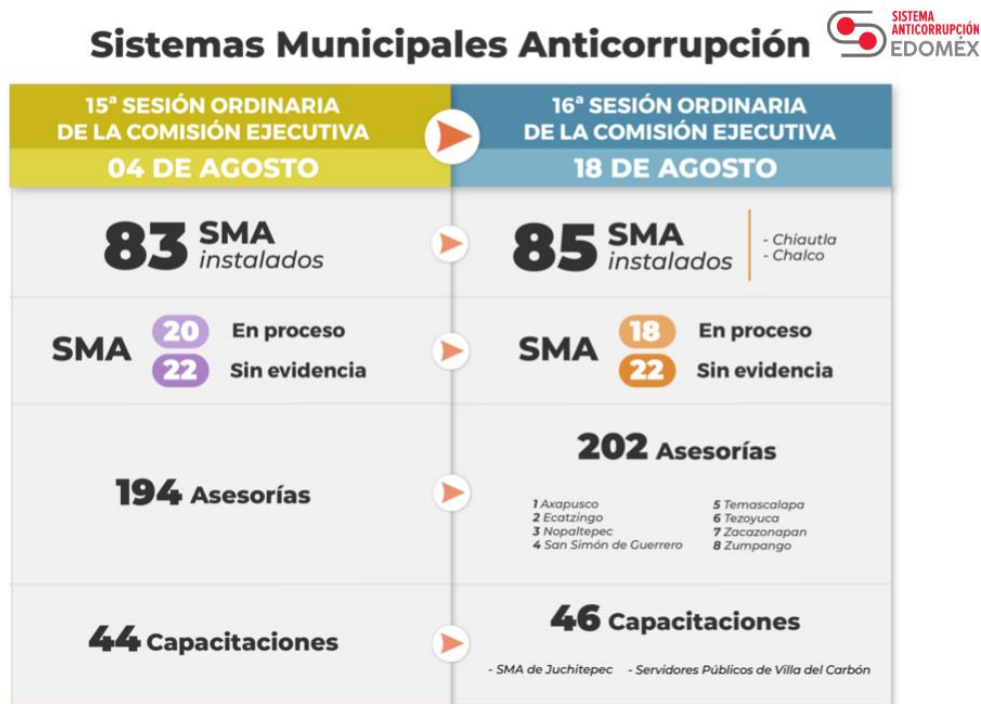 Sistemas Municipales Anticorrupción
SISTEMA
ANTICORRUPCIÓN
EDOMÉX
15ª SESIÓN ORDINARIA
DE LA COMISIÓN EJECUTIVA
04 DE AGOSTO
16ª SESIÓN ORDINARIA
DE LA COMISIÓN EJECUTIVA
18 DE AGOSTO
83 SMA
instalados
85 SMA
instalados
- Chiautla
- Chalco
SMA
20 En proceso
22 Sin evidencia
SMA
18 En proceso
22 Sin evidencia
194 Asesorías
202 Asesorías
1 Axapusco
2 Ecatzingo
3 Nopaltepec
4 San Simón de Guerrero
5 Temascalapa
6 Tezoyuca
7 Zacazonapan
8 Zumpango
44 Capacitaciones
46 Capacitaciones
- SMA de Juchitepec - Servidores Públicos de Villa del Carbón